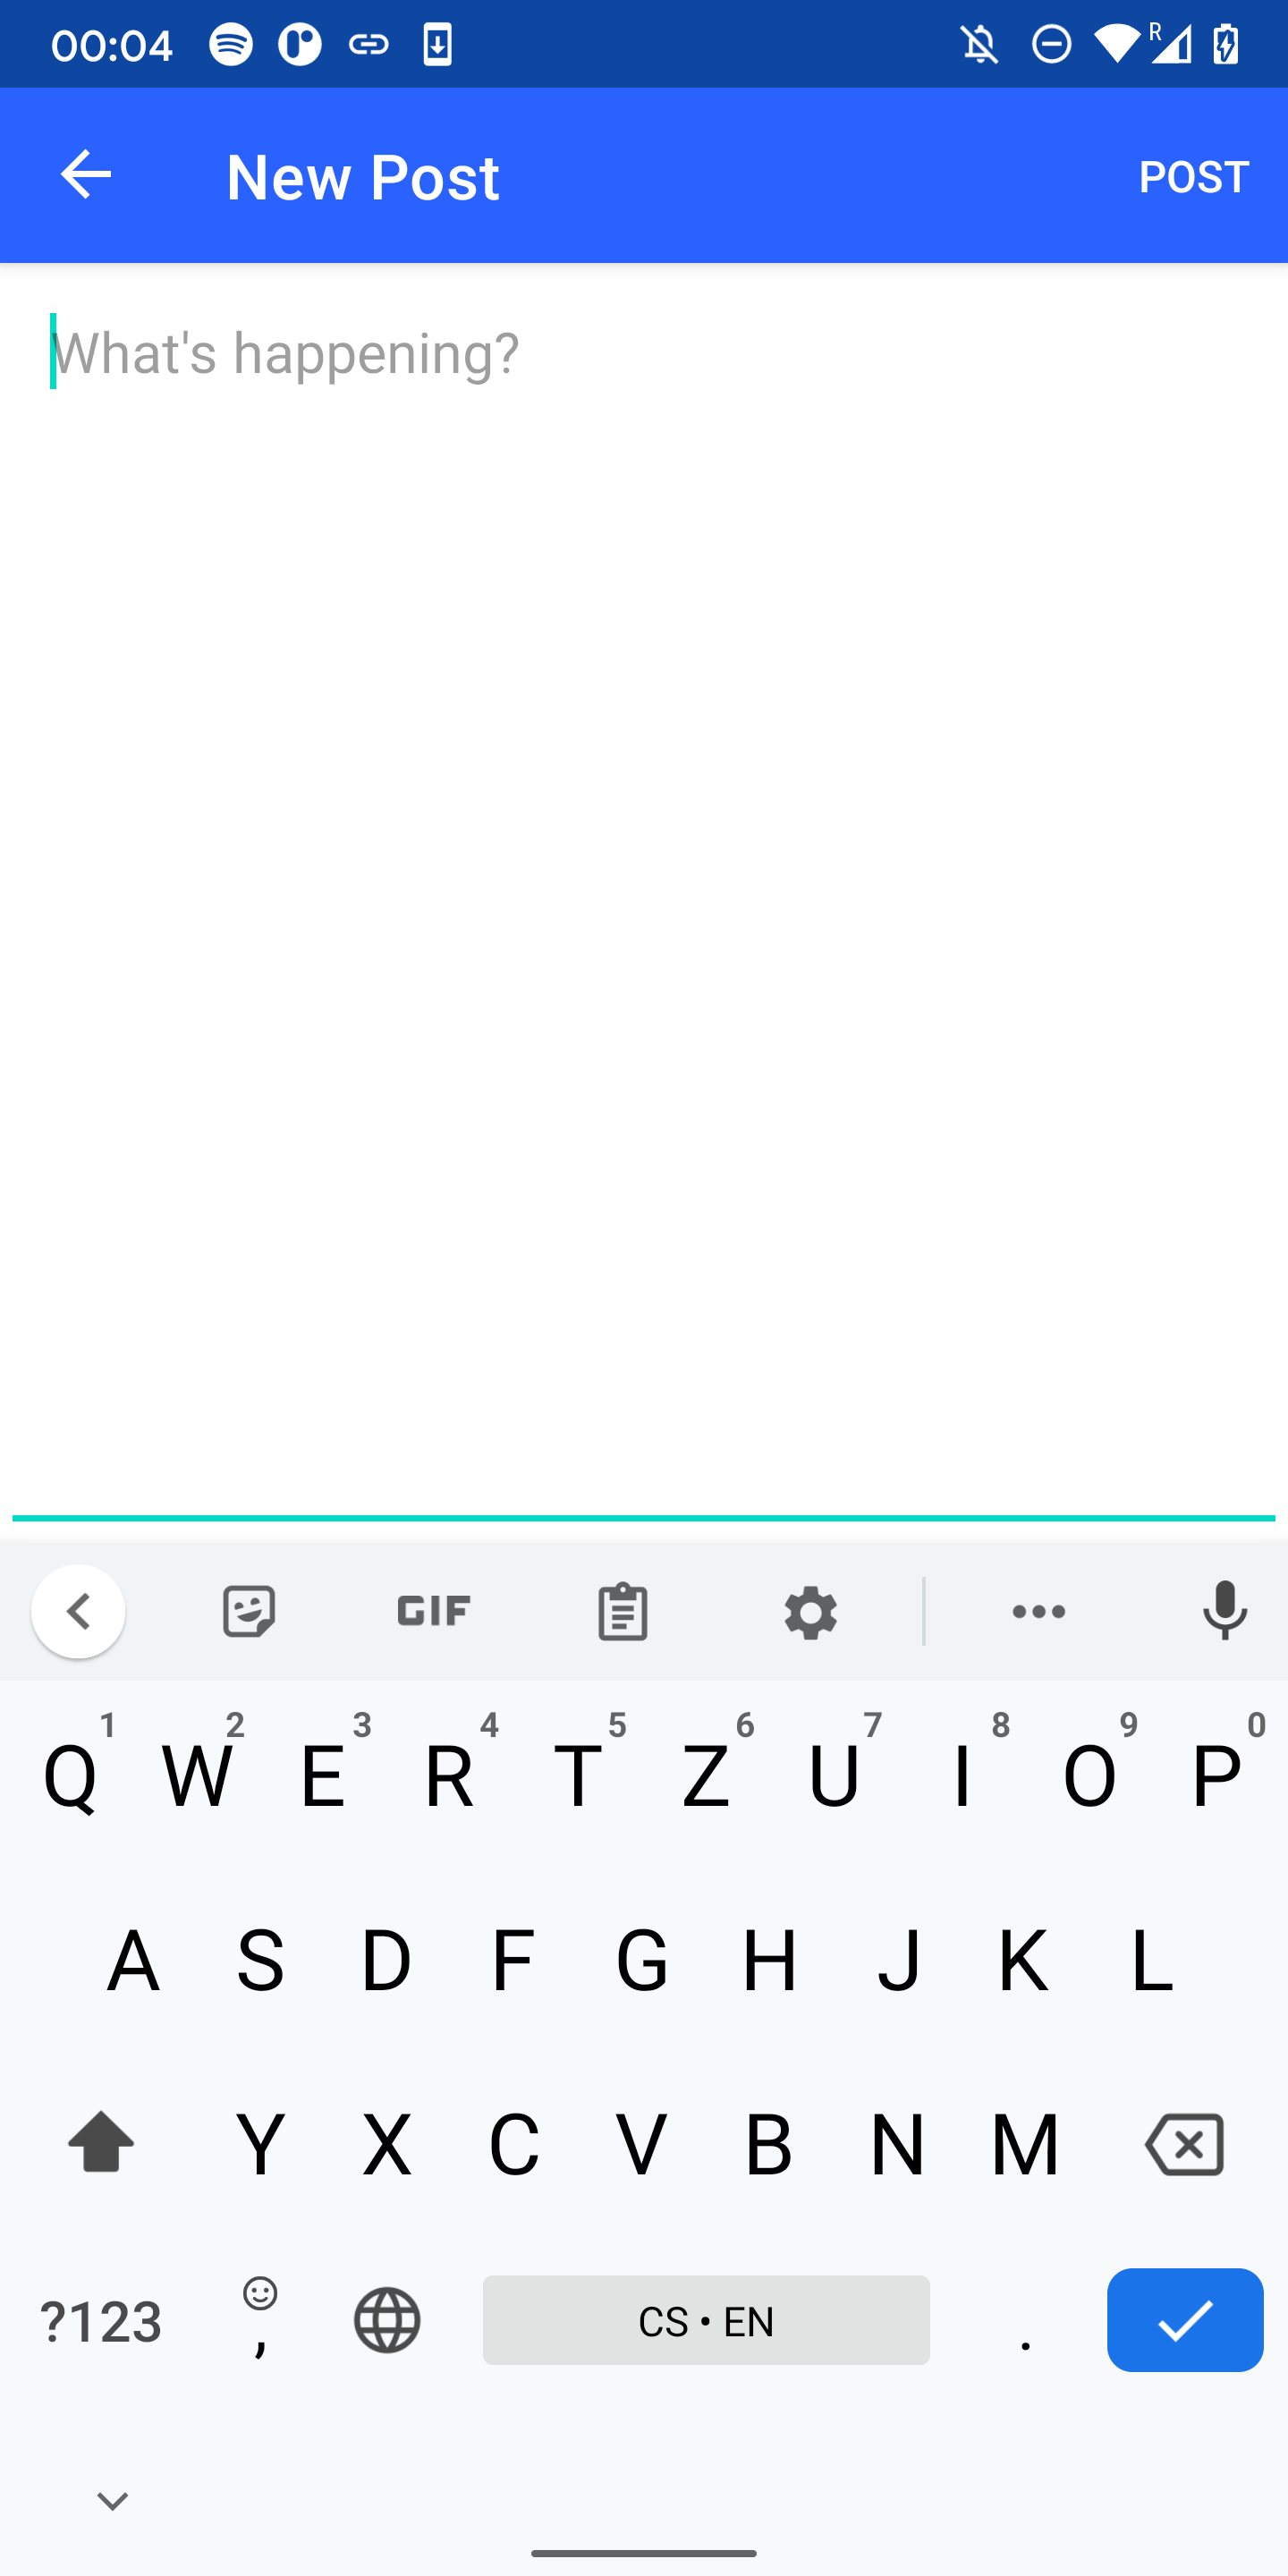 00:04 R
New Post POST
What's happening?
GIF
1 2 3 4 5 6 7 8 9 0
Q W E R T Z U I O P
A S D F G H J K L
Y X C V B N M
?123 , CS • EN .